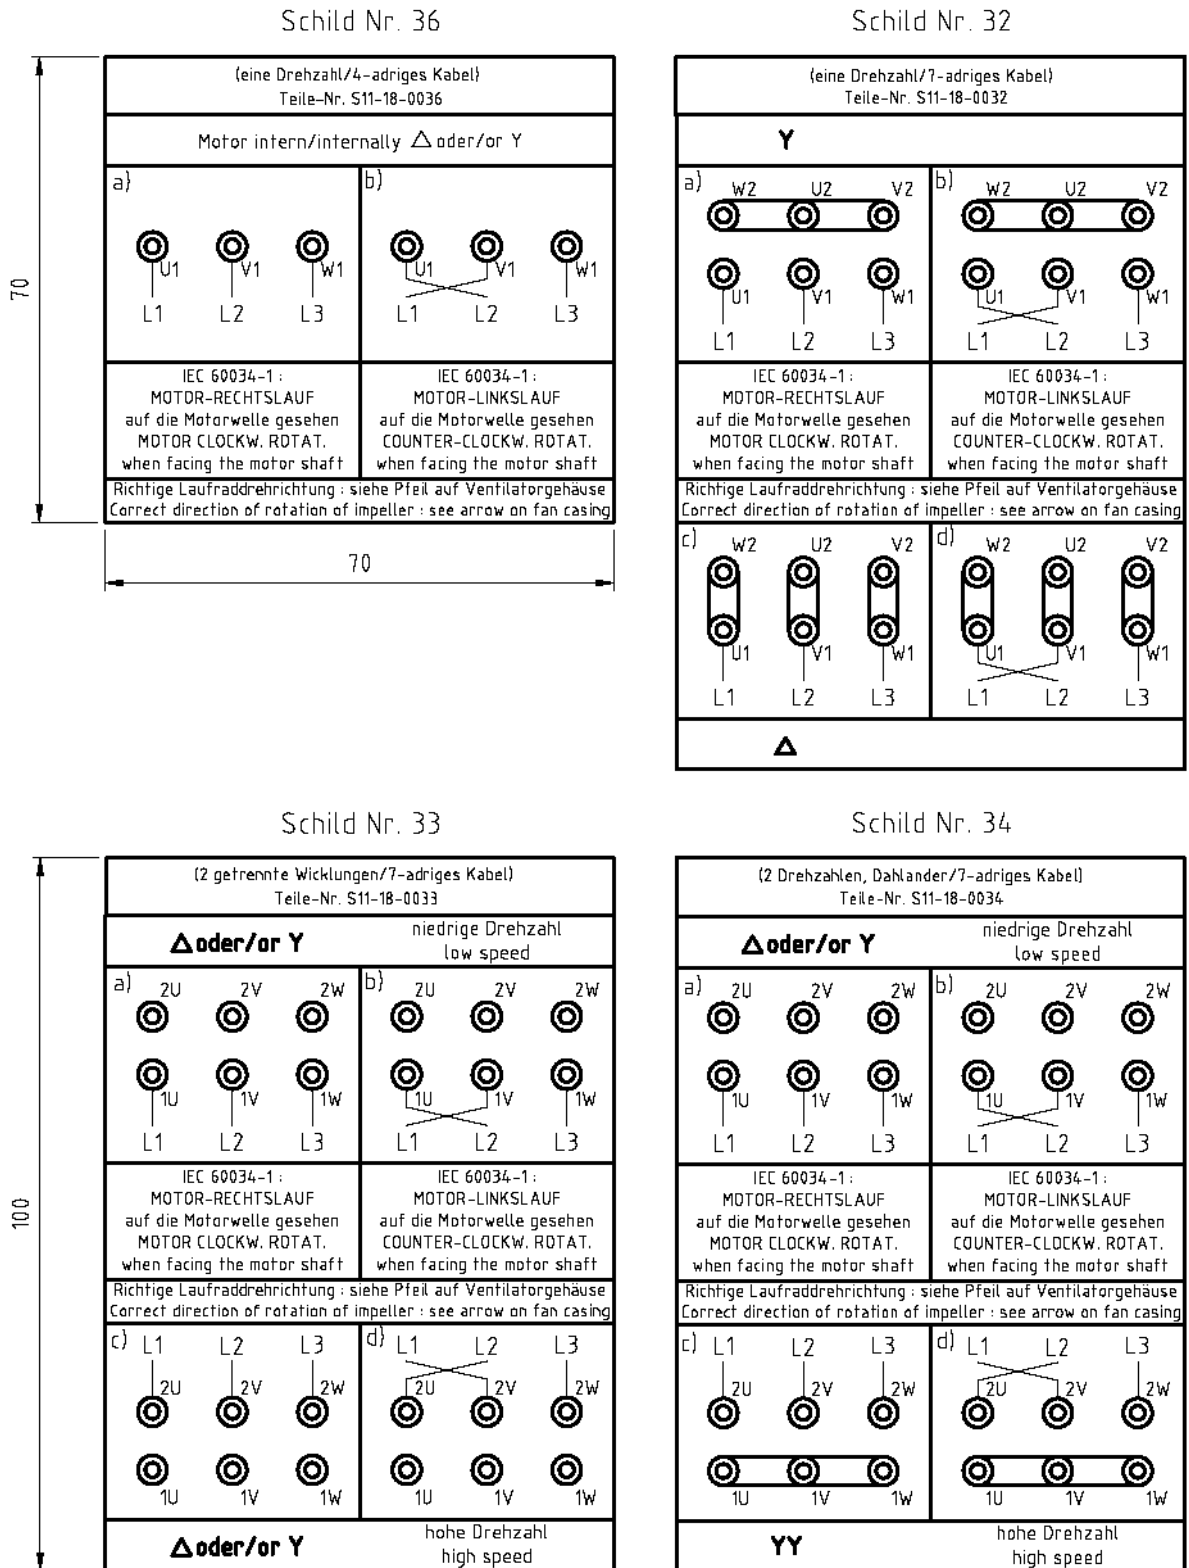 Schild Nr. 36
(eine Drehzahl/4-adriges Kabel)
Teile-Nr. S11-18-0036
Motor intern/internally Δ oder/or Y
a)
b)
U1 V1 W1
L1 L2 L3
U1 V1 W1
L1 L2 L3
IEC 60034-1 :
MOTOR-RECHTSLAUF
auf die Motorwelle gesehen
MOTOR CLOCKW. ROTAT.
when facing the motor shaft
IEC 60034-1 :
MOTOR-LINKSLAUF
auf die Motorwelle gesehen
COUNTER-CLOCKW. ROTAT.
when facing the motor shaft
Richtige Laufraddrehrichtung : siehe Pfeil auf Ventilatorgehäuse
Correct direction of rotation of impeller : see arrow on fan casing
70
70
Schild Nr. 32
(eine Drehzahl/7-adriges Kabel)
Teile-Nr. S11-18-0032
Y
a) W2 U2 V2
U1 V1 W1
L1 L2 L3
b) W2 U2 V2
U1 V1 W1
L1 L2 L3
IEC 60034-1 :
MOTOR-RECHTSLAUF
auf die Motorwelle gesehen
MOTOR CLOCKW. ROTAT.
when facing the motor shaft
IEC 60034-1 :
MOTOR-LINKSLAUF
auf die Motorwelle gesehen
COUNTER-CLOCKW. ROTAT.
when facing the motor shaft
Richtige Laufraddrehrichtung : siehe Pfeil auf Ventilatorgehäuse
Correct direction of rotation of impeller : see arrow on fan casing
c) W2 U2 V2
U1 V1 W1
L1 L2 L3
d) W2 U2 V2
U1 V1 W1
L1 L2 L3
Δ
Schild Nr. 33
(2 getrennte Wicklungen/7-adriges Kabel)
Teile-Nr. S11-18-0033
Δ oder/or Y
niedrige Drehzahl
low speed
a) 2U 2V 2W
1U 1V 1W
L1 L2 L3
b) 2U 2V 2W
1U 1V 1W
L1 L2 L3
IEC 60034-1 :
MOTOR-RECHTSLAUF
auf die Motorwelle gesehen
MOTOR CLOCKW. ROTAT.
when facing the motor shaft
IEC 60034-1 :
MOTOR-LINKSLAUF
auf die Motorwelle gesehen
COUNTER-CLOCKW. ROTAT.
when facing the motor shaft
Richtige Laufraddrehrichtung : siehe Pfeil auf Ventilatorgehäuse
Correct direction of rotation of impeller : see arrow on fan casing
c) L1 L2 L3
2U 2V 2W
1U 1V 1W
d) L1 L2 L3
2U 2V 2W
1U 1V 1W
Δ oder/or Y
hohe Drehzahl
high speed
100
Schild Nr. 34
(2 Drehzahlen, Dahlander/7-adriges Kabel)
Teile-Nr. S11-18-0034
Δ oder/or Y
niedrige Drehzahl
low speed
a) 2U 2V 2W
1U 1V 1W
L1 L2 L3
b) 2U 2V 2W
1U 1V 1W
L1 L2 L3
IEC 60034-1 :
MOTOR-RECHTSLAUF
auf die Motorwelle gesehen
MOTOR CLOCKW. ROTAT.
when facing the motor shaft
IEC 60034-1 :
MOTOR-LINKSLAUF
auf die Motorwelle gesehen
COUNTER-CLOCKW. ROTAT.
when facing the motor shaft
Richtige Laufraddrehrichtung : siehe Pfeil auf Ventilatorgehäuse
Correct direction of rotation of impeller : see arrow on fan casing
c) L1 L2 L3
2U 2V 2W
1U 1V 1W
d) L1 L2 L3
2U 2V 2W
1U 1V 1W
YY
hohe Drehzahl
high speed